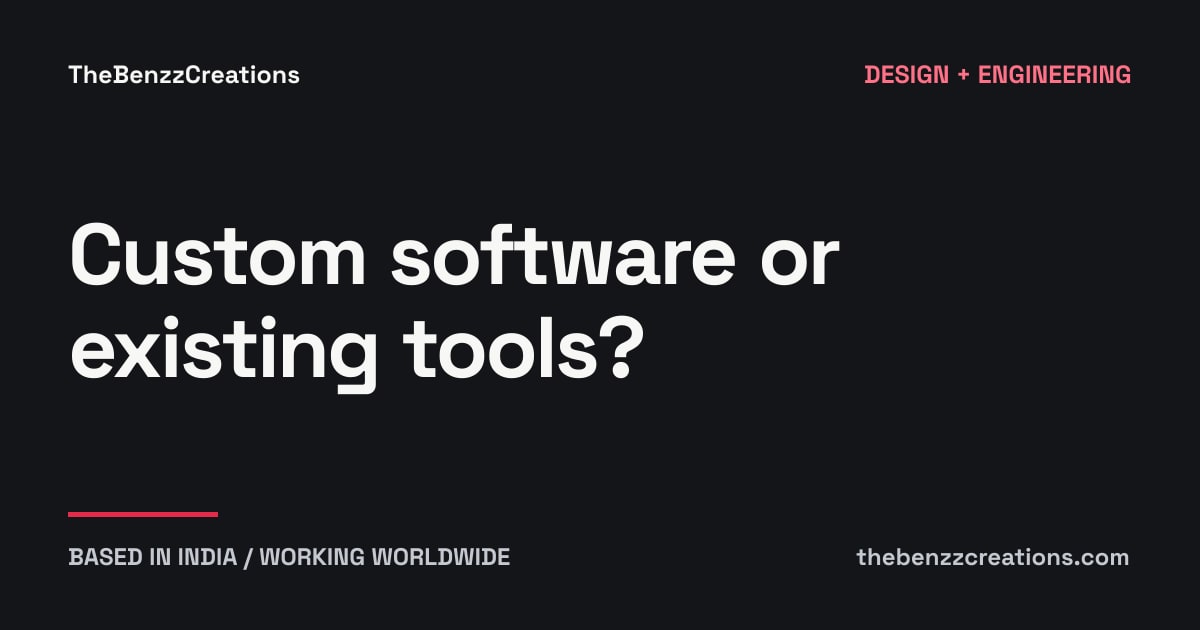 TheBenzzCreations
DESIGN + ENGINEERING
Custom software or
existing tools?
BASED IN INDIA / WORKING WORLDWIDE
thebenzzcreations.com